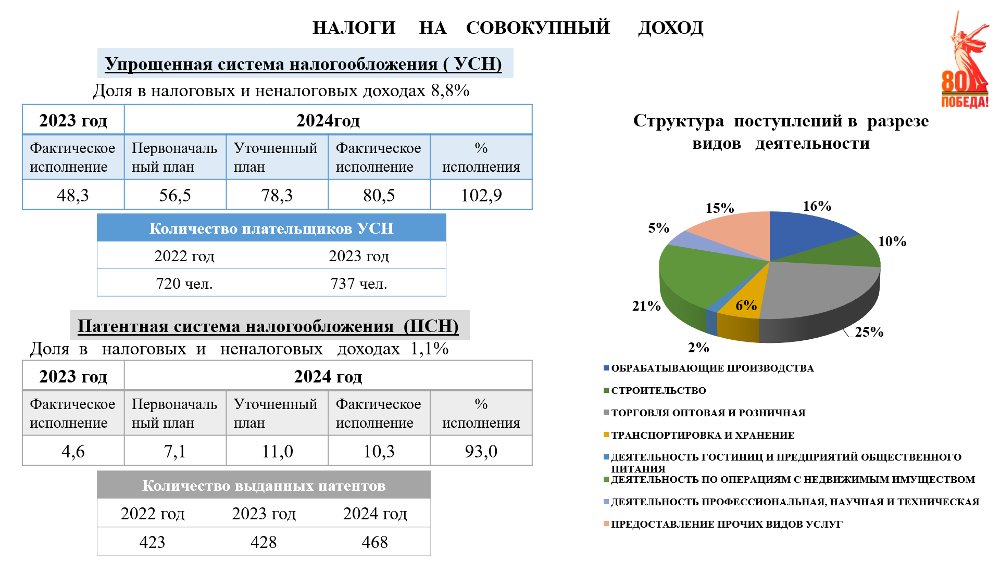 НАЛОГИ НА СОВОКУПНЫЙ ДОХОД
80
ПОБЕДА!
Упрощенная система налогообложения ( УСН)
Доля в налоговых и неналоговых доходах 8,8%
2023 год 2024год
Фактическое исполнение Первоначаль ный план Уточненный план Фактическое исполнение % исполнения
48,3 56,5 78,3 80,5 102,9
Количество плательщиков УСН
2022 год 2023 год
720 чел. 737 чел.
Патентная система налогообложения (ПСН)
Доля в налоговых и неналоговых доходах 1,1%
2023 год 2024 год
Фактическое исполнение Первоначаль ный план Уточненный план Фактическое исполнение % исполнения
4,6 7,1 11,0 10,3 93,0
Количество выданных патентов
2022 год 2023 год 2024 год
423 428 468
Структура поступлений в разрезе
видов деятельности
16%
10%
25%
6%
2%
21%
5%
15%
ОБРАБАТЫВАЮЩИЕ ПРОИЗВОДСТВА
СТРОИТЕЛЬСТВО
ТОРГОВЛЯ ОПТОВАЯ И РОЗНИЧНАЯ
ТРАНСПОРТИРОВКА И ХРАНЕНИЕ
ДЕЯТЕЛЬНОСТЬ ГОСТИНИЦ И ПРЕДПРИЯТИЙ ОБЩЕСТВЕННОГО
ПИТАНИЯ
ДЕЯТЕЛЬНОСТЬ ПО ОПЕРАЦИЯМ С НЕДВИЖИМЫМ ИМУЩЕСТВОМ
ДЕЯТЕЛЬНОСТЬ ПРОФЕССИОНАЛЬНАЯ, НАУЧНАЯ И ТЕХНИЧЕСКАЯ
ПРЕДОСТАВЛЕНИЕ ПРОЧИХ ВИДОВ УСЛУГ